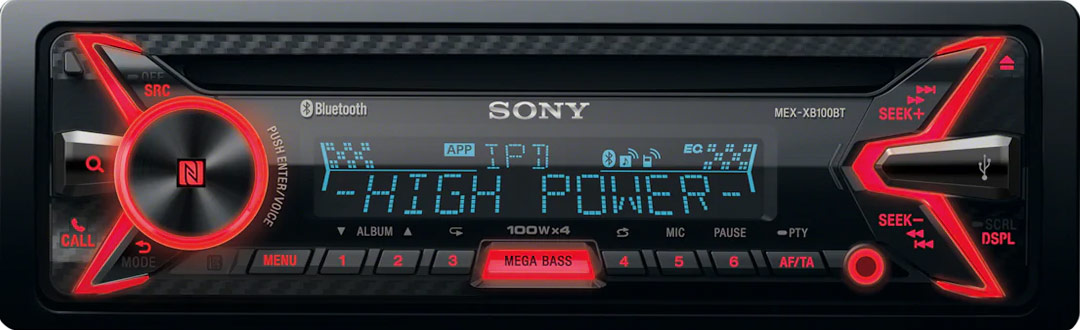 OFF
SRC
Bluetooth
SONY
MEX-XB100BT
SEEK+
PUSH ENTER/VOICE
APP
IPD
EQ
-HIGH POWER-
CALL
MODE
ALBUM
100W×4
MIC
PAUSE
PTY
SEEK−
SCRL
DSPL
MENU
1
2
3
MEGA BASS
4
5
6
AF/TA